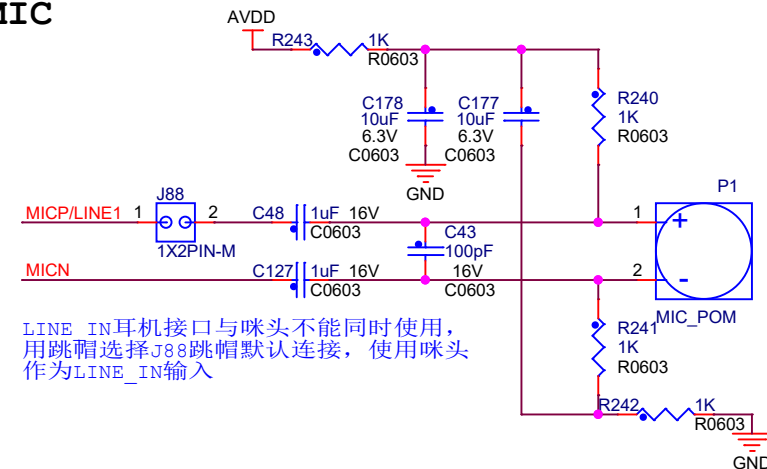 MIC
AVDD
R243
1K
R0603
C178
10uF
6.3V
C0603
C177
10uF
6.3V
C0603
R240
1K
R0603
GND
P1
MICP/LINE1
1
J88
2
1X2PIN-M
C48
1uF 16V
C0603
C43
100pF
16V
C0603
1
+
2
-
MIC_POM
MICN
C127
1uF 16V
C0603
LINE IN耳机接口与咪头不能同时使用，
用跳帽选择J88跳帽默认连接，使用咪头
作为LINE_IN输入
R241
1K
R0603
R242
1K
R0603
GND